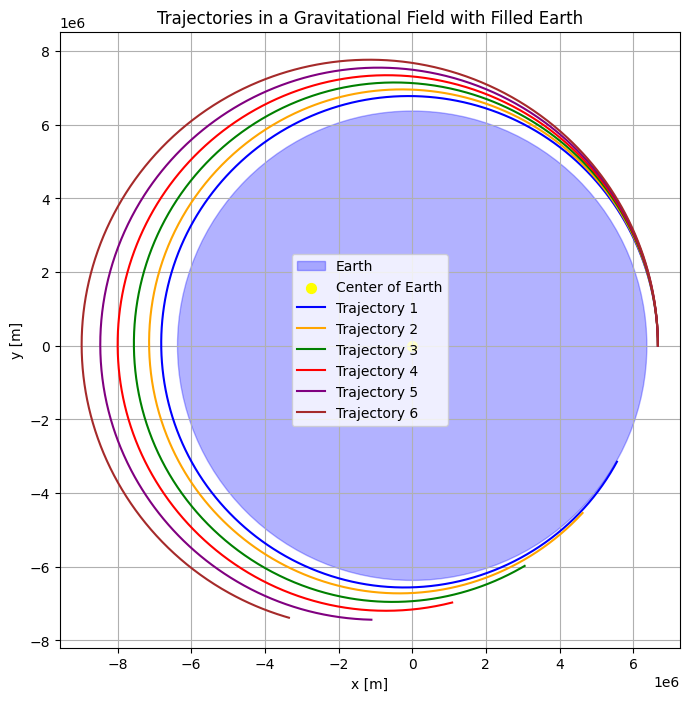 Trajectories in a Gravitational Field with Filled Earth
1e6
8
6
4
2
0
−2
−4
−6
−8
y [m]
Earth
Center of Earth
Trajectory 1
Trajectory 2
Trajectory 3
Trajectory 4
Trajectory 5
Trajectory 6
−8 −6 −4 −2 0 2 4 6
1e6
x [m]